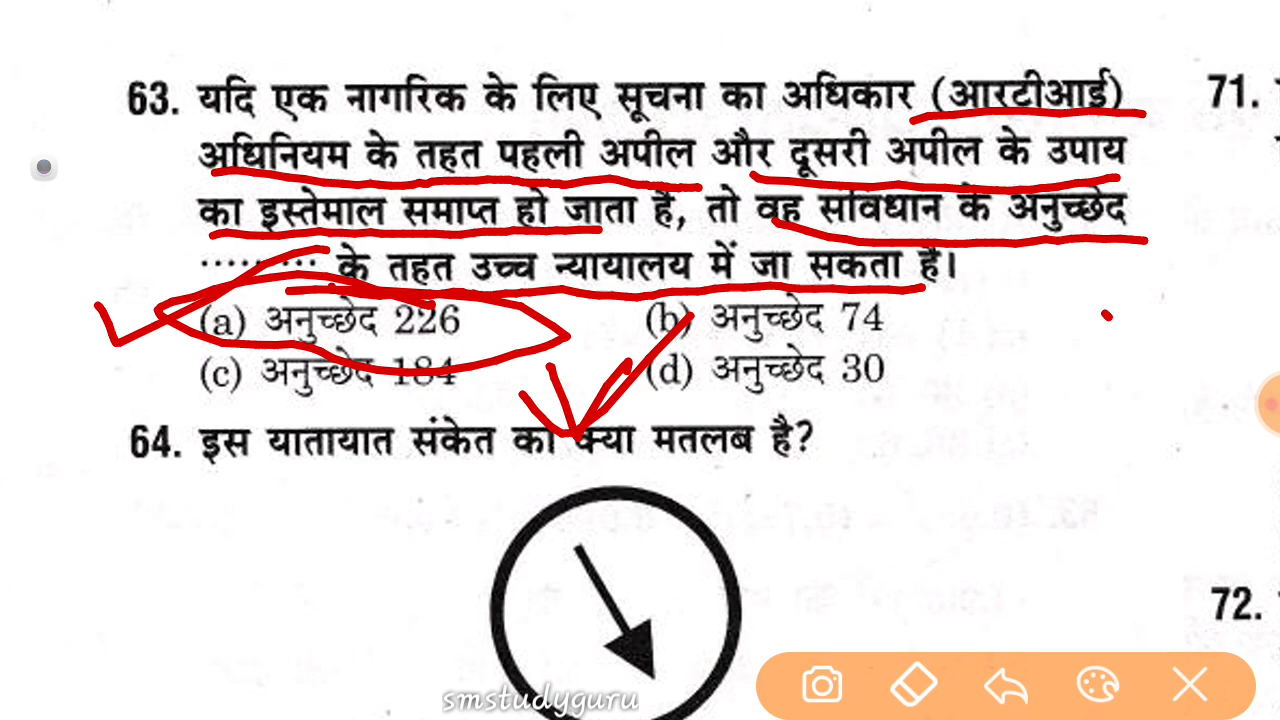 63. यदि एक नागरिक के लिए सूचना का अधिकार (आरटीआई)
अधिनियम के तहत पहली अपील और दूसरी अपील के उपाय
का इस्तेमाल समाप्त हो जाता है, तो वह संविधान के अनुच्छेद
......... के तहत उच्च न्यायालय में जा सकता है।
(a) अनुच्छेद 226 (b) अनुच्छेद 74
(c) अनुच्छेद 184 (d) अनुच्छेद 30
64. इस यातायात संकेत का क्या मतलब है?
71.
72.
smstudyguru